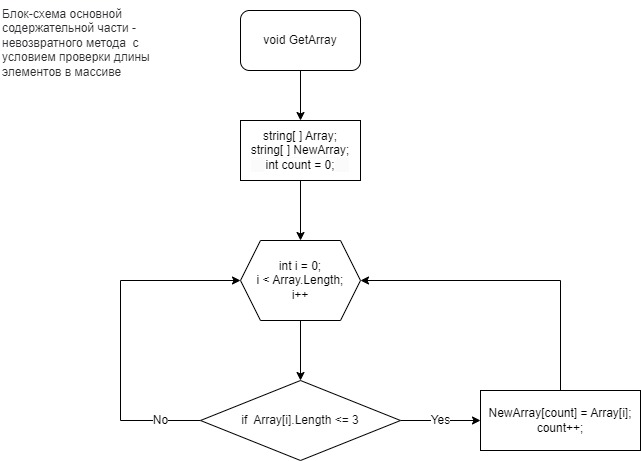 Блок-схема основной
содержательной части -
невозвратного метода с
условием проверки длины
элементов в массиве
void GetArray
string[ ] Array;
string[ ] NewArray;
int count = 0;
int i = 0;
i < Array.Length;
i++
if Array[i].Length <= 3
No
Yes
NewArray[count] = Array[i];
count++;